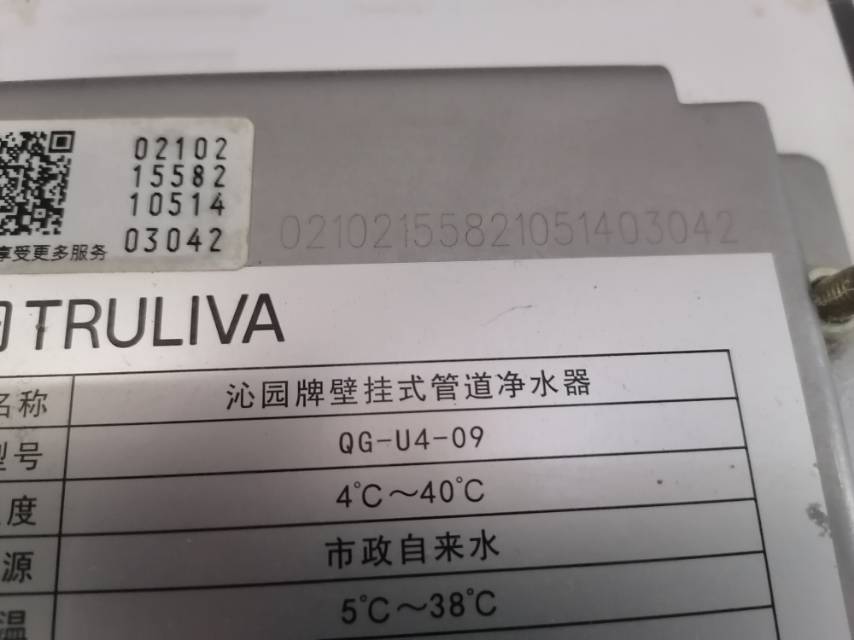 02102
15582
10514
03042
享受更多服务
02102155821051403042
TRULIVA
名称 沁园牌壁挂式管道净水器
型号 QG-U4-09
度 4℃～40℃
源 市政自来水
温 5℃～38℃